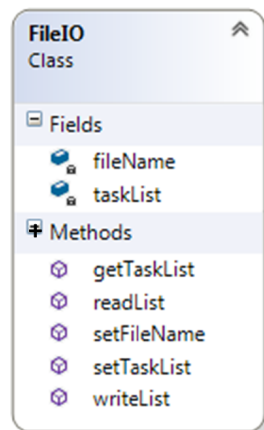 FileIO
Class
Fields
fileName
taskList
Methods
getTaskList
readList
setFileName
setTaskList
writeList